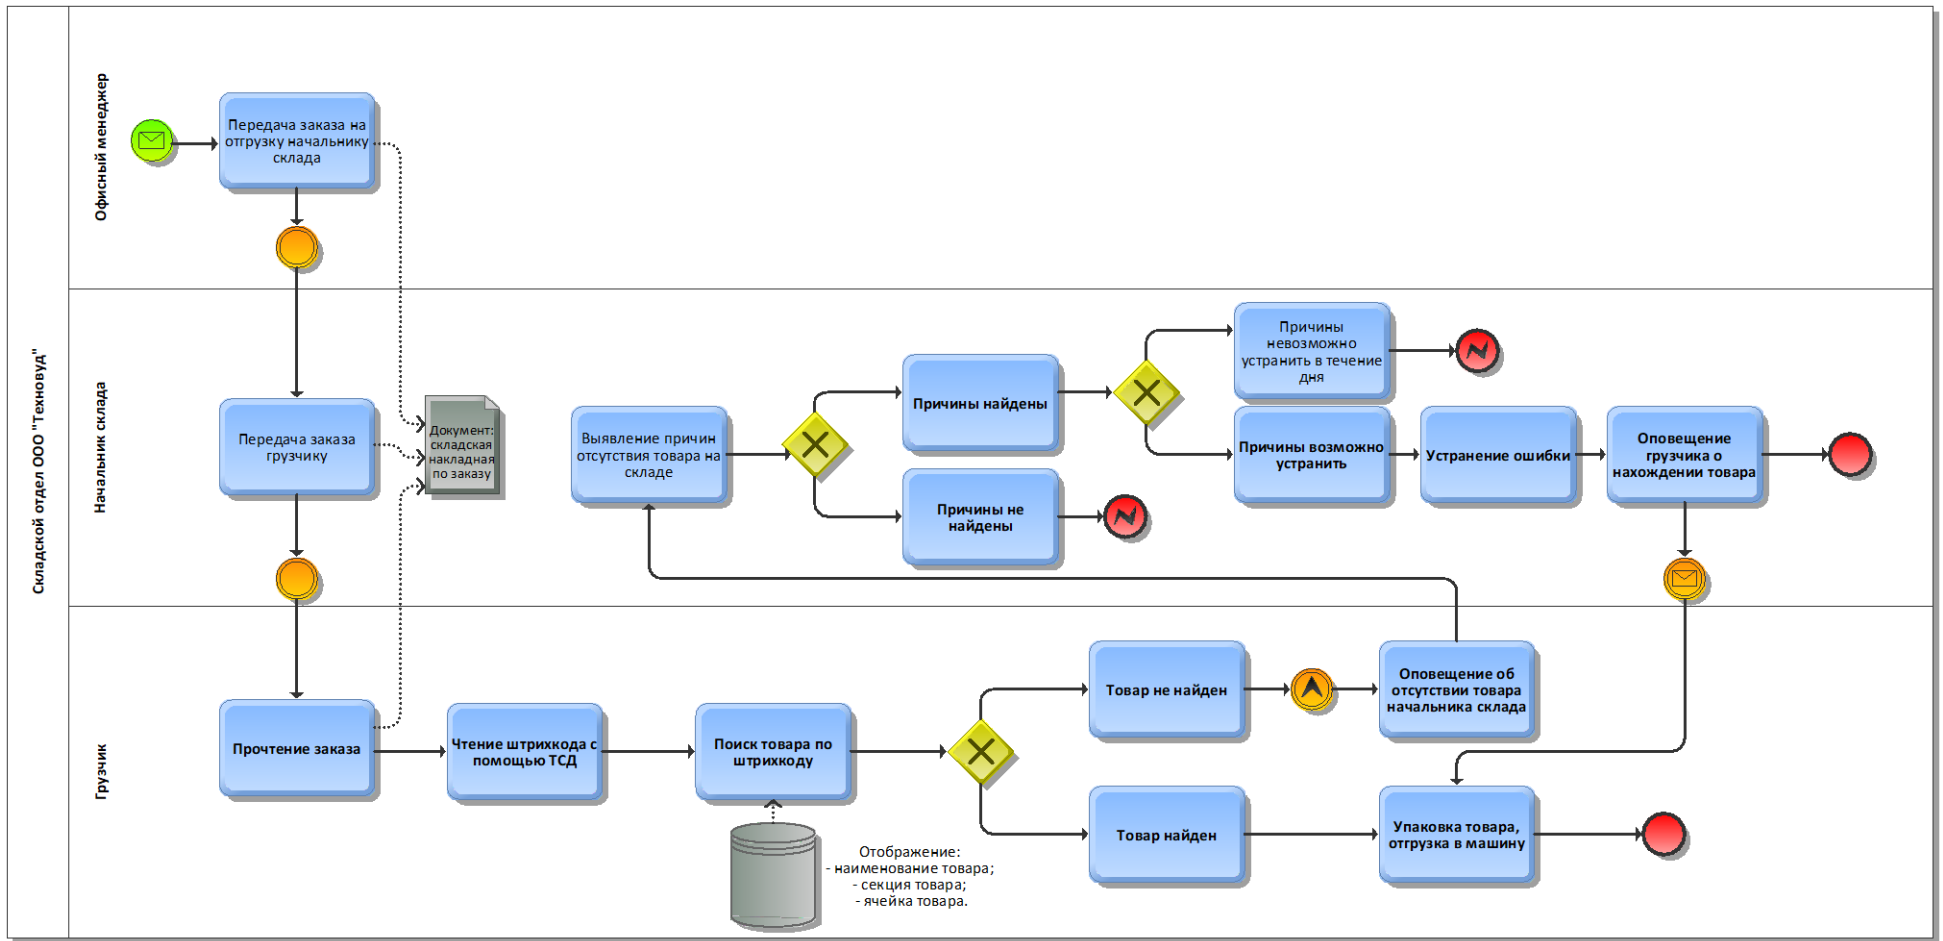 Складской отдел ООО "Техновуд"
Офисный менеджер
Передача заказа на
отгрузку начальнику
склада
Начальник склада
Передача заказа
грузчику
Документ:
складская
накладная
по заказу
Выявление причин
отсутствия товара на
складе
Причины найдены
Причины не
найдены
Причины
невозможно
устранить в течение
дня
Причины возможно
устранить
Устранение ошибки
Оповещение
грузчика о
нахождении товара
Грузчик
Прочтение заказа
Чтение штрихкода с
помощью ТСД
Поиск товара по
штрихкоду
Отображение:
- наименование товара;
- секция товара;
- ячейка товара.
Товар не найден
Оповещение об
отсутствии товара
начальника склада
Товар найден
Упаковка товара,
отгрузка в машину